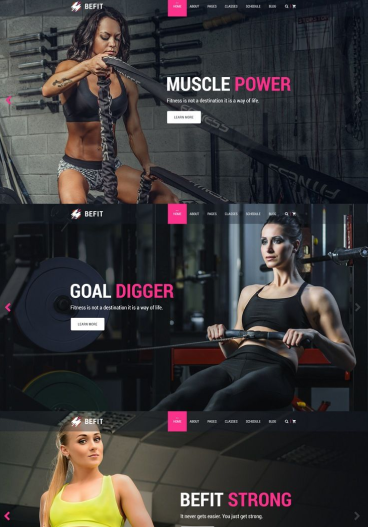 BEFIT
HOME ABOUT PAGES CLASSES SCHEDULE BLOG
MUSCLE POWER
Fitness is not a destination it is a way of life.
LEARN MORE
BEFIT
HOME ABOUT PAGES CLASSES SCHEDULE BLOG
GOAL DIGGER
Fitness is not a destination it is a way of life.
LEARN MORE
BEFIT
HOME ABOUT PAGES CLASSES SCHEDULE BLOG
BEFIT STRONG
It never gets easier. You just get strong.